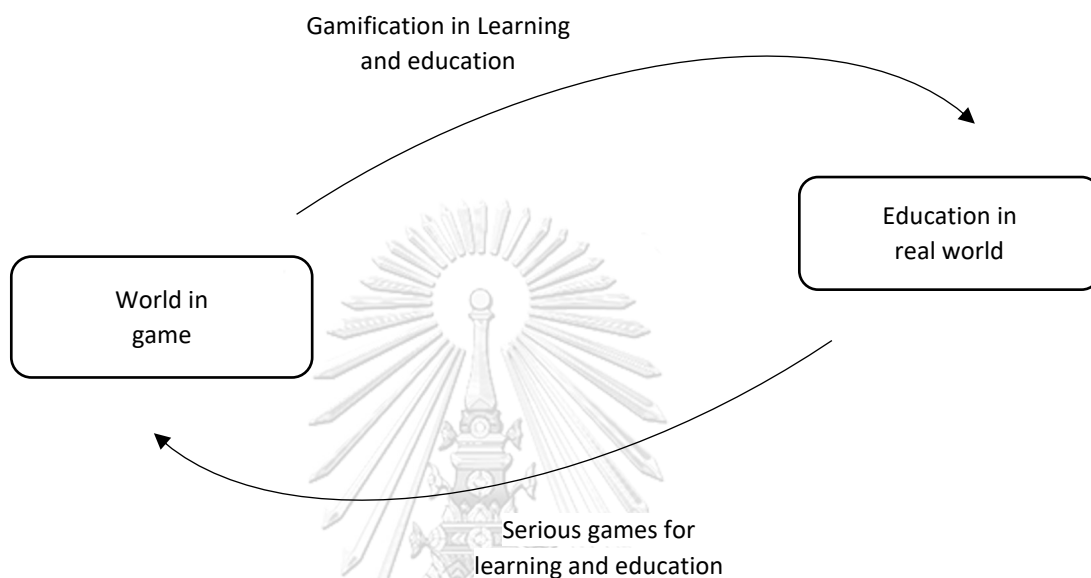 Gamification in Learning
and education
Education in
real world
World in
game
Serious games for
learning and education